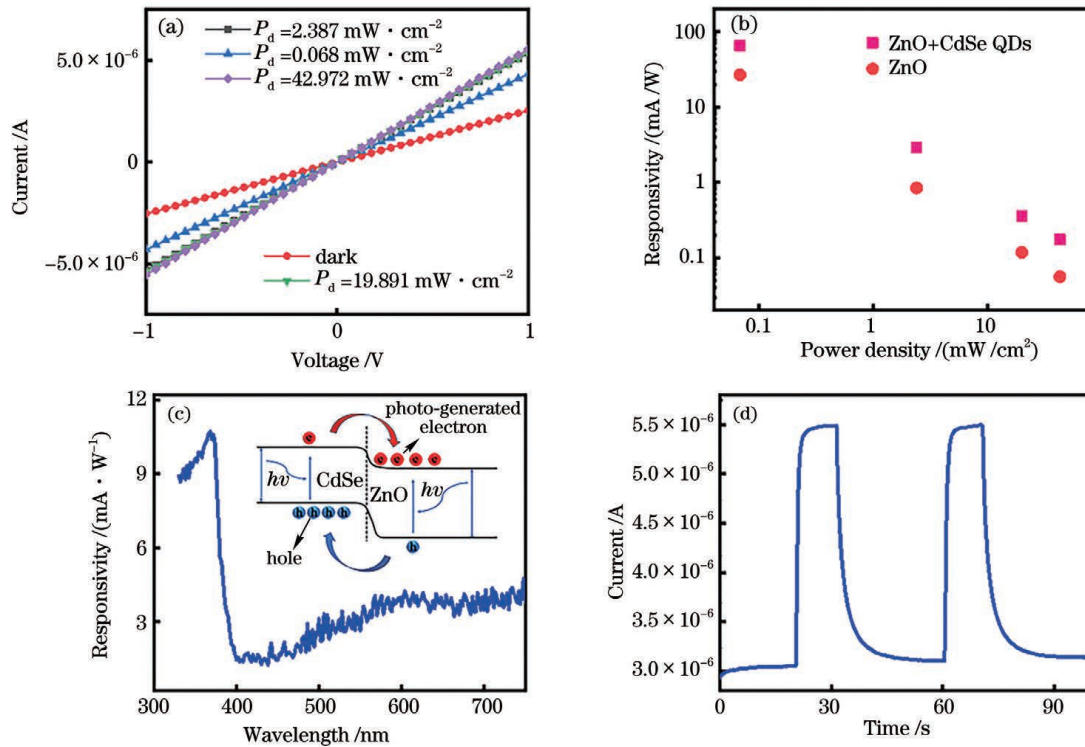 (a)
P_d=2.387 mW · cm⁻²
P_d=0.068 mW · cm⁻²
P_d=42.972 mW · cm⁻²
5.0 × 10⁻⁶
0
−5.0 × 10⁻⁶
Current /A
dark
P_d=19.891 mW · cm⁻²
−1
0
1
Voltage /V
(b)
ZnO+CdSe QDs
ZnO
100
10
1
0.1
Responsivity /(mA/W)
0.1
1
10
Power density /(mW/cm²)
(c)
12
9
6
3
Responsivity /(mA · W⁻¹)
photo-generated
electron
e
e e e e
hν
CdSe
ZnO
hν
h h h h
h
hole
300
400
500
600
700
Wavelength /nm
(d)
5.5 × 10⁻⁶
5.0 × 10⁻⁶
4.5 × 10⁻⁶
4.0 × 10⁻⁶
3.5 × 10⁻⁶
3.0 × 10⁻⁶
Current /A
0
30
60
90
Time /s